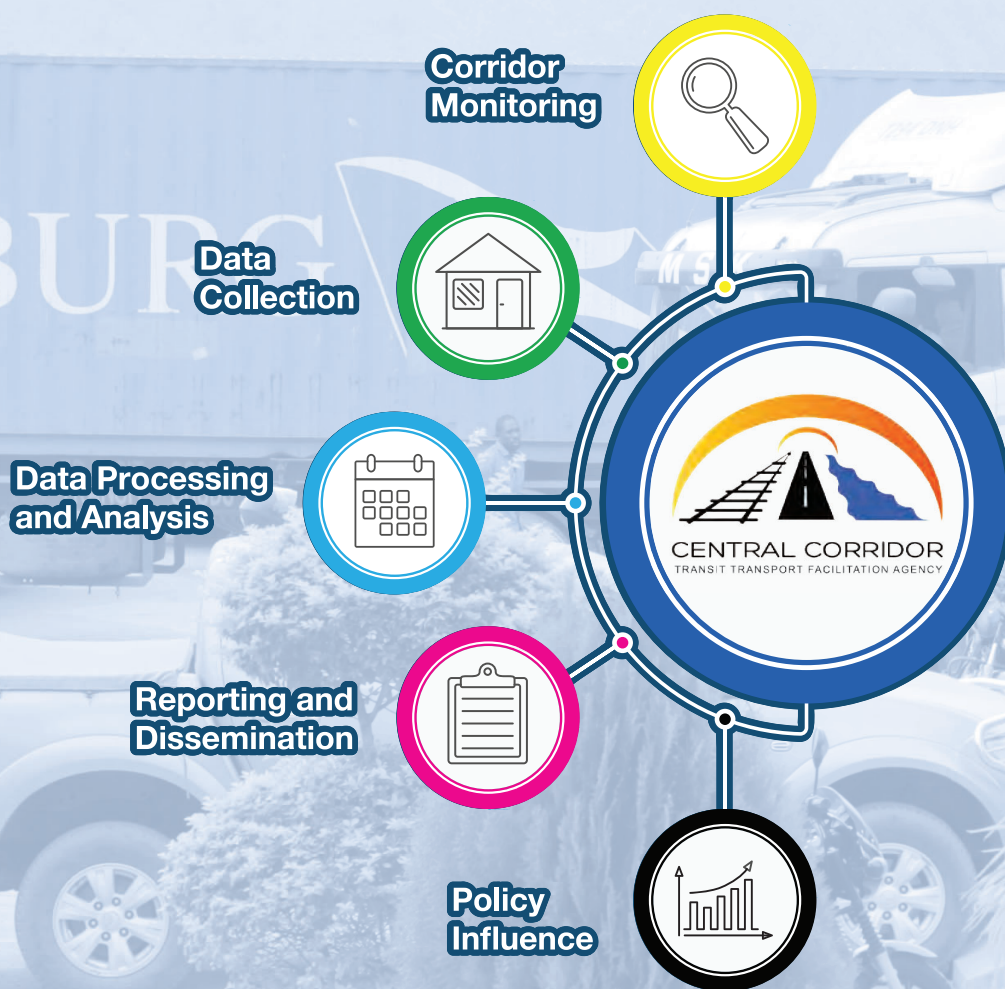 Corridor
Monitoring
BURG
Data
Collection
Data Processing
and Analysis
CENTRAL CORRIDOR
TRANSIT TRANSPORT FACILITATION AGENCY
Reporting and
Dissemination
Policy
Influence